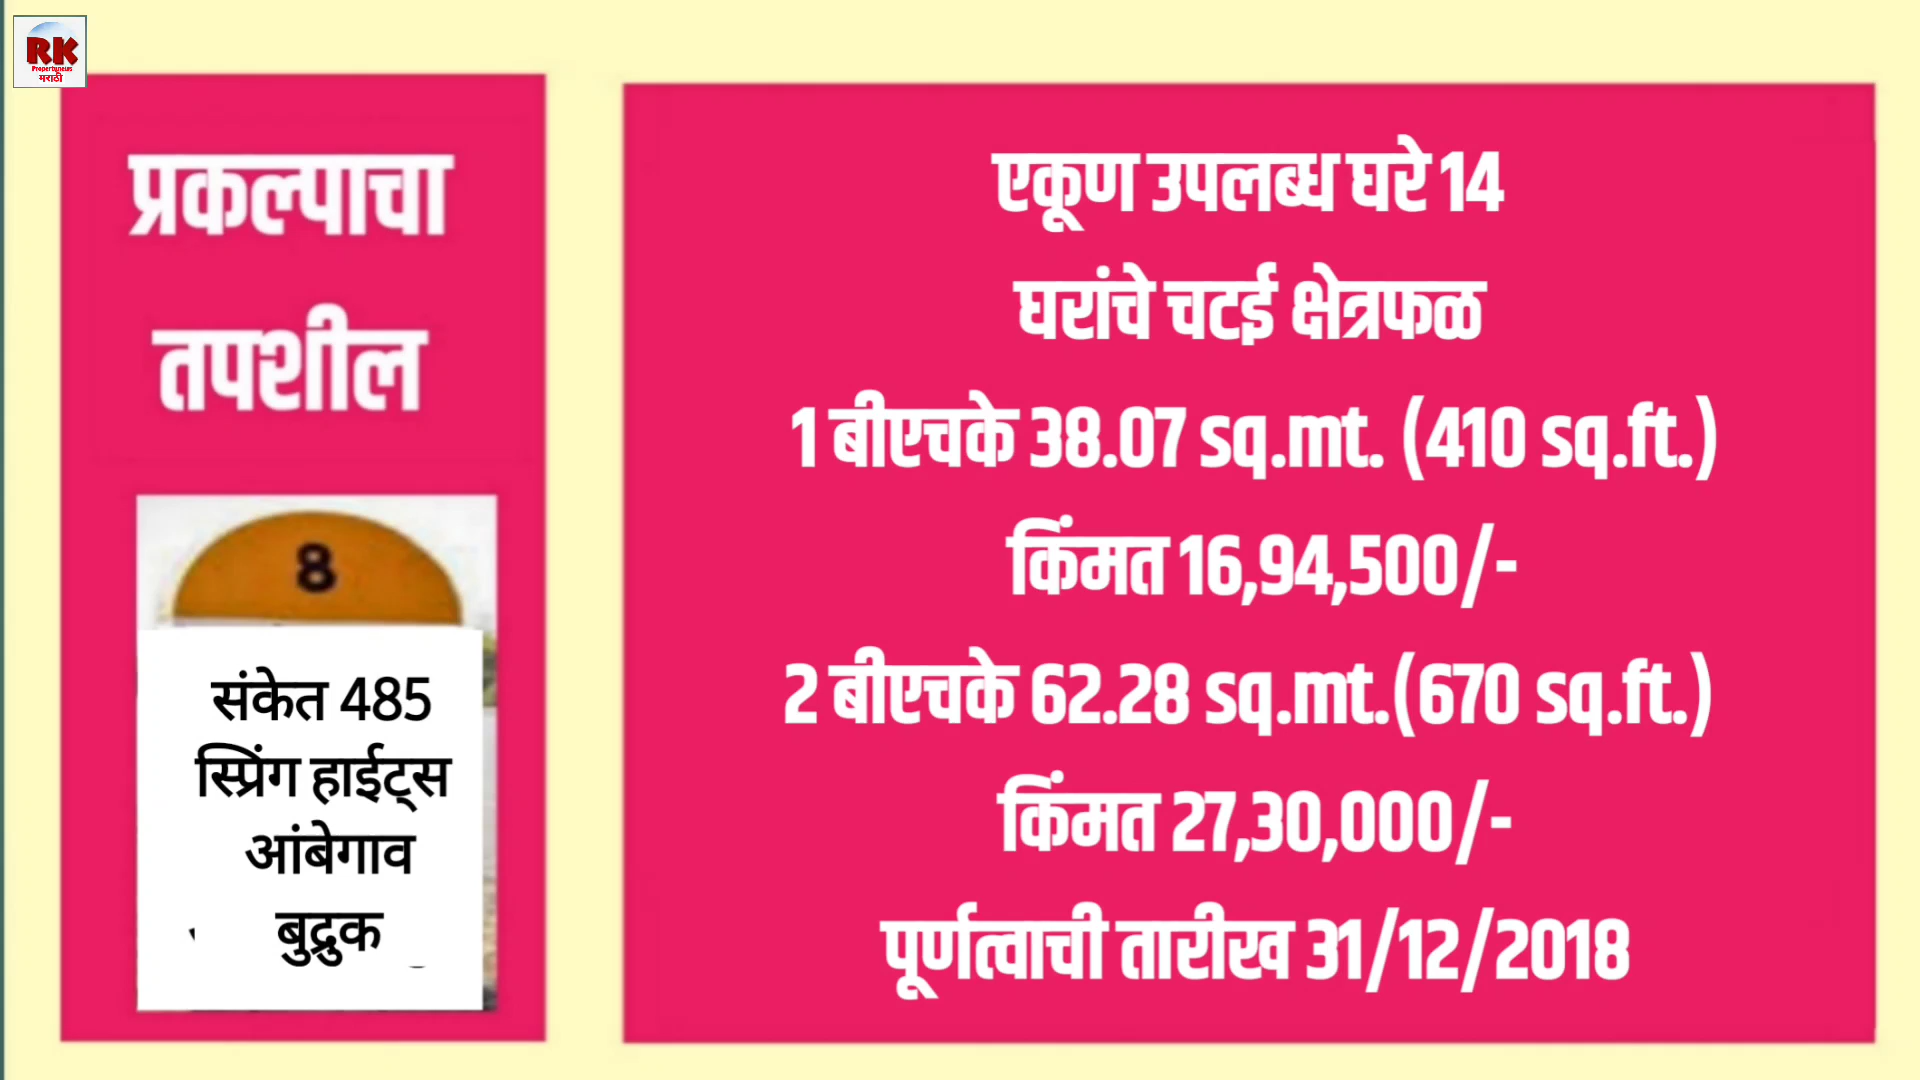 RK
Propertynews
मराठी
प्रकल्पाचा
तपशील
8
संकेत 485
स्प्रिंग हाईट्स
आंबेगाव
बुद्रुक
एकूण उपलब्ध घरे 14
घरांचे चटई क्षेत्रफळ
1 बीएचके 38.07 sq.mt. (410 sq.ft.)
किंमत 16,94,500/-
2 बीएचके 62.28 sq.mt.(670 sq.ft.)
किंमत 27,30,000/-
पूर्णत्वाची तारीख 31/12/2018